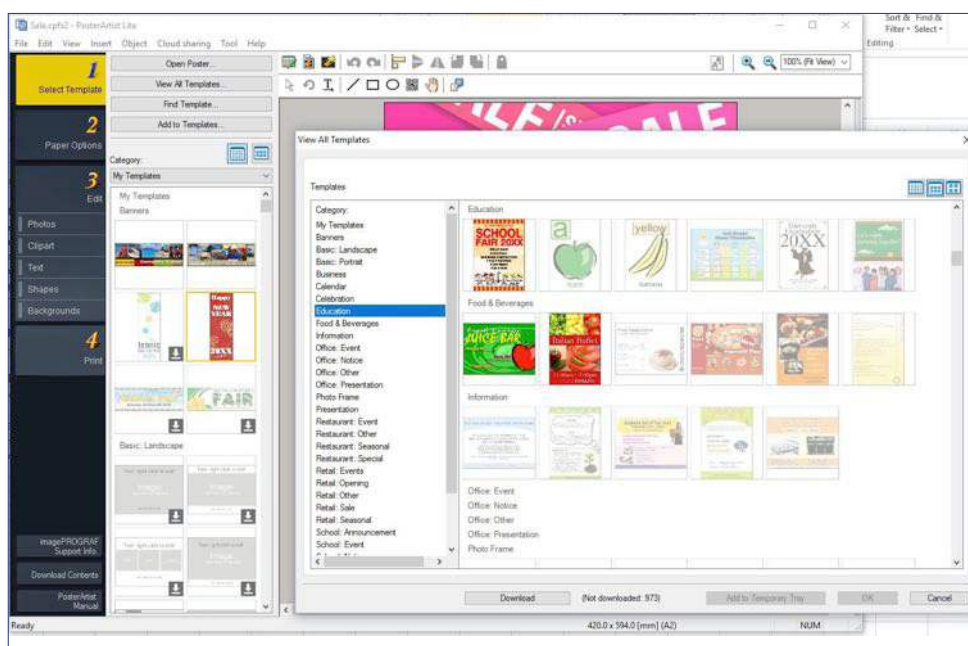 Sale.cpfs2 - PosterArtist Lite
File Edit View Insert Object Cloud sharing Tool Help
Sort & Find &
Filter Select
Editing
1
Select Template
2
Paper Options
3
Edit
Photos
Clipart
Text
Shapes
Backgrounds
4
Print
imagePROGRAF
Support Info.
Download Contents
PosterArtist
Manual
Open Poster...
View All Templates...
Find Template...
Add to Templates...
Category:
My Templates
My Templates
Banners
Happy
NEW
YEAR
20XX
FAIR
Basic: Landscape
100% (Fit View)
SALE
View All Templates
Templates
Category:
My Templates
Banners
Basic: Landscape
Basic: Portrait
Business
Calendar
Celebration
Education
Food & Beverages
Information
Office: Event
Office: Notice
Office: Other
Office: Presentation
Photo Frame
Presentation
Restaurant: Event
Restaurant: Other
Restaurant: Seasonal
Restaurant: Special
Retail: Events
Retail: Opening
Retail: Other
Retail: Sale
Retail: Seasonal
School: Announcement
School: Event
Education
SCHOOL
FAIR 20XX
a
yellow
20XX
Food & Beverages
JUICE BAR
Italian Buffet
Information
Office: Event
Office: Notice
Office: Other
Office: Presentation
Photo Frame
Download
(Not downloaded: 973)
Add to Temporary Tray
OK
Cancel
Ready
420.0 x 594.0 [mm] (A2)
NUM